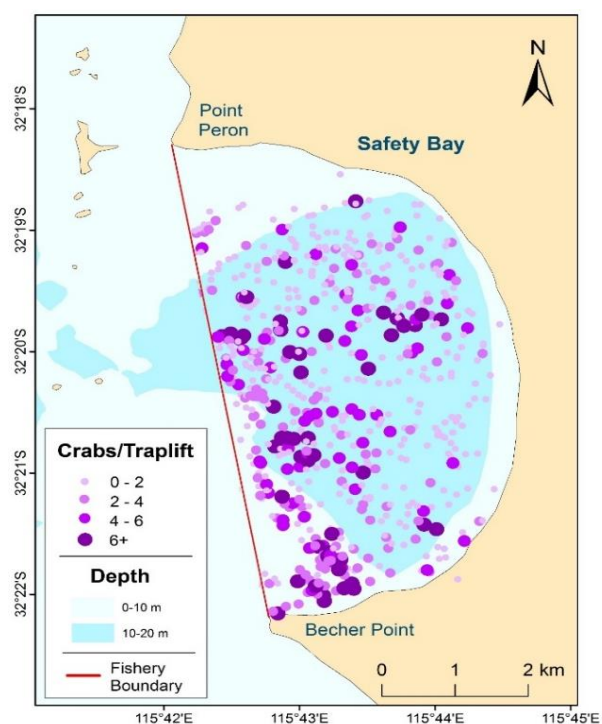 N
Point
Peron
Safety Bay
32°18'S
32°19'S
32°20'S
32°21'S
32°22'S
Crabs/Traplift
0 - 2
2 - 4
4 - 6
6+
Depth
0-10 m
10-20 m
Fishery
Boundary
Becher Point
0 1 2 km
115°42'E 115°43'E 115°44'E 115°45'E